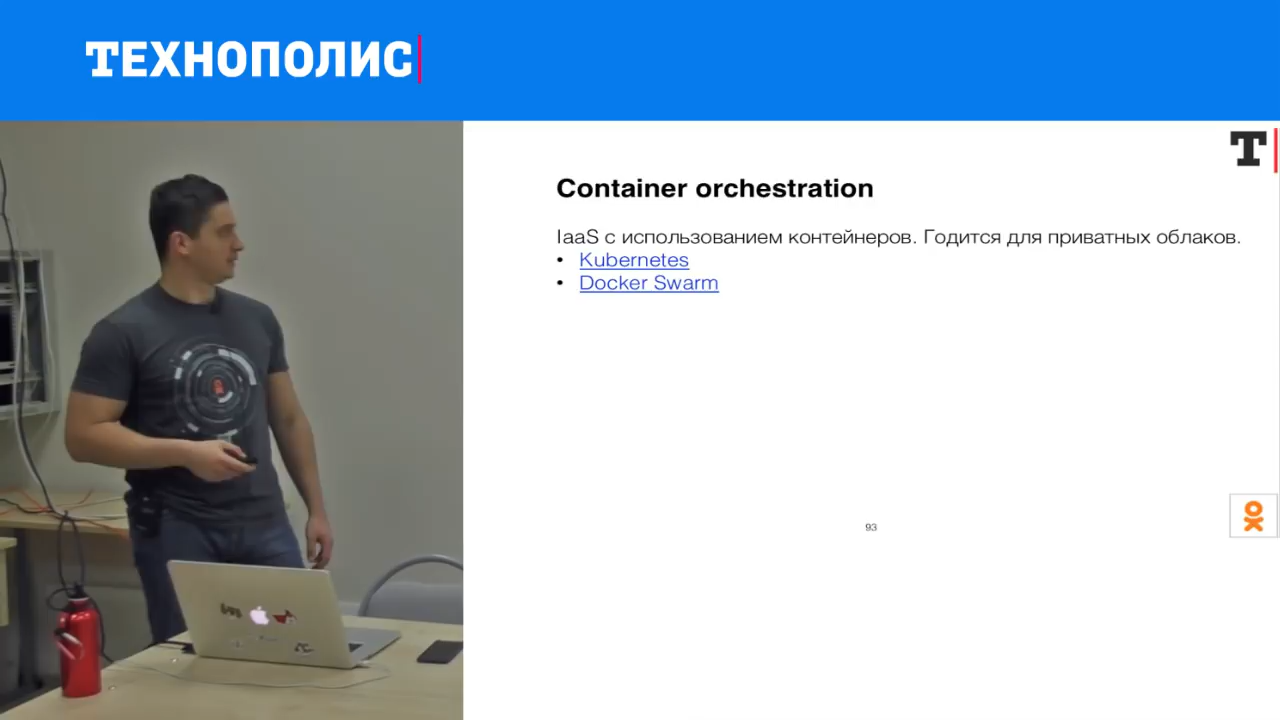 ТЕХНОПОЛИС
T
Container orchestration
IaaS с использованием контейнеров. Годится для приватных облаков.
• Kubernetes
• Docker Swarm
93